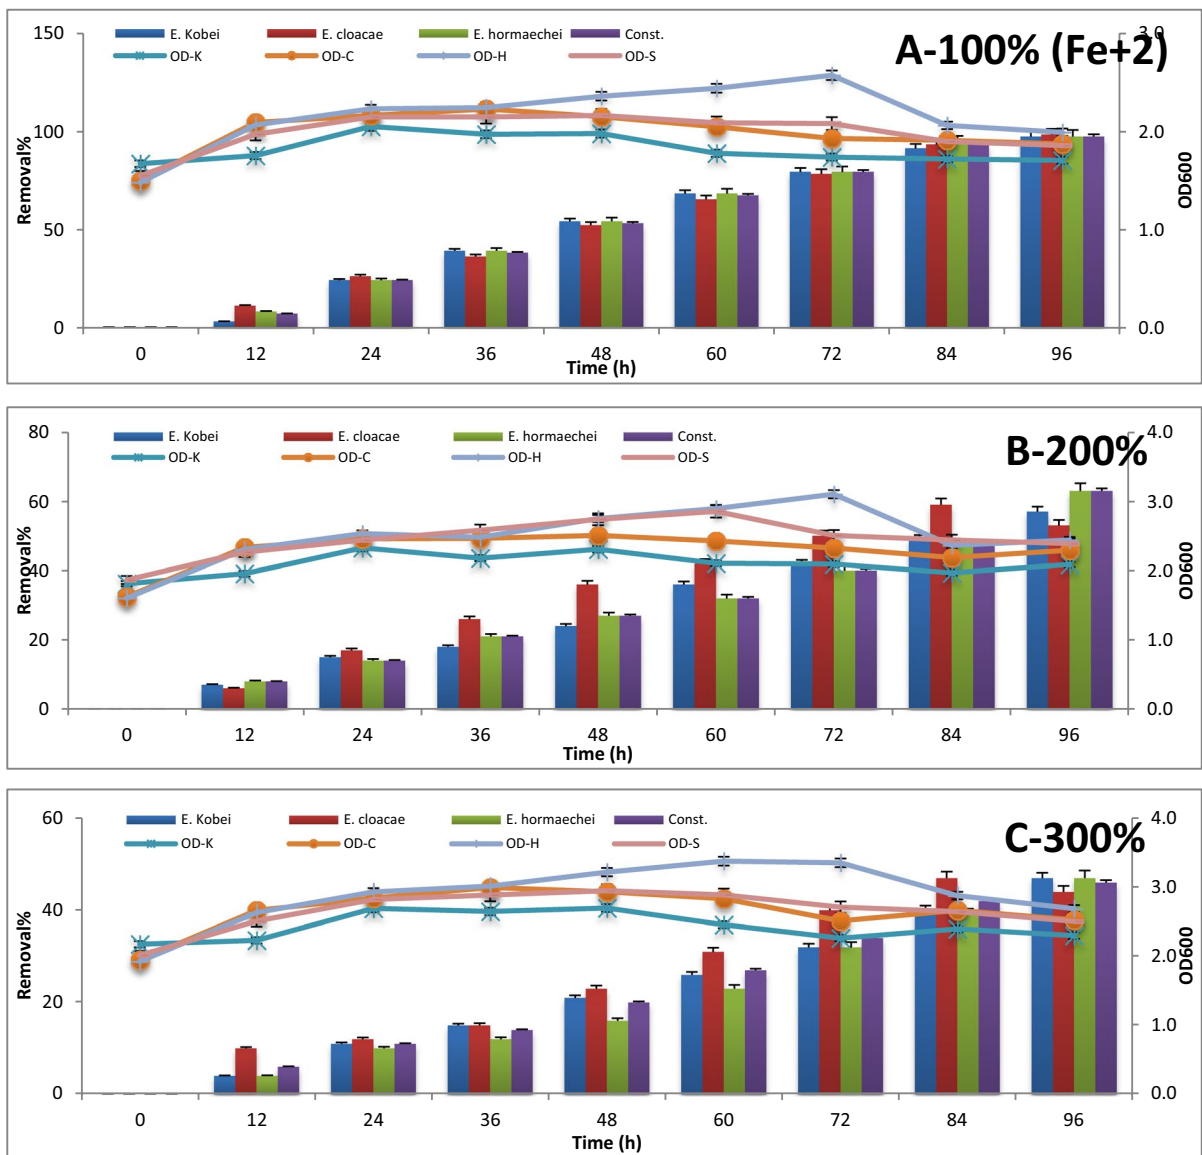 A-100% (Fe+2)
E. Kobei E. cloacae E. hormaechei Const.
OD-K OD-C OD-H OD-S
150 3.0
100 2.0
50 1.0
0 0.0
Removal%
OD600
0 12 24 36 48 60 72 84 96
Time (h)
B-200%
E. Kobei E. cloacae E. hormaechei Const.
OD-K OD-C OD-H OD-S
80 4.0
60 3.0
40 2.0
20 1.0
0 0.0
Removal%
OD600
0 12 24 36 48 60 72 84 96
Time (h)
C-300%
E. Kobei E. cloacae E. hormaechei Const.
OD-K OD-C OD-H OD-S
60 4.0
3.0
40
2.0
20
1.0
0 0.0
Removal%
OD600
0 12 24 36 48 60 72 84 96
Time (h)